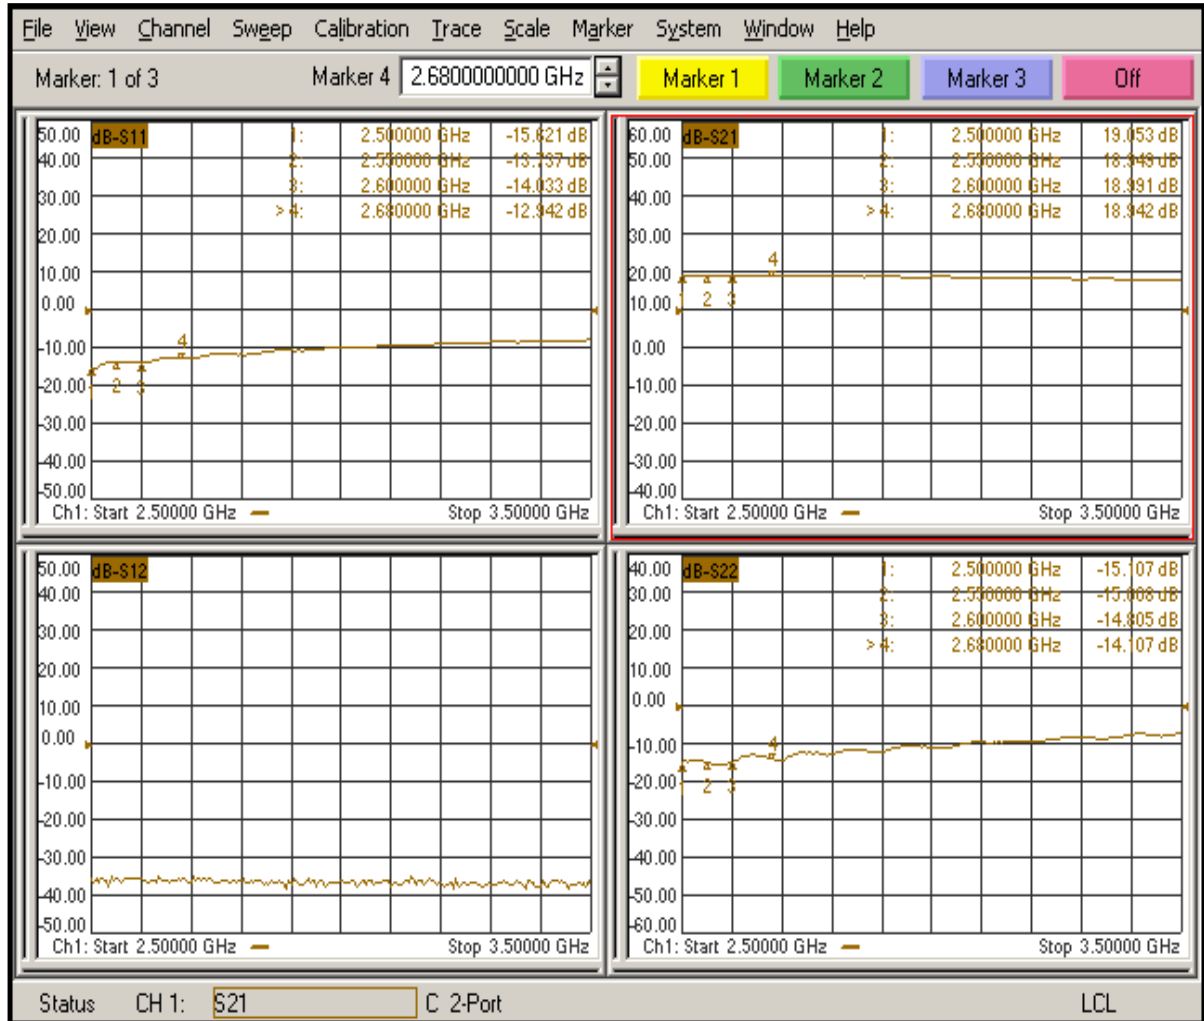 File View Channel Sweep Calibration Trace Scale Marker System Window Help
Marker: 1 of 3 Marker 4 2.6800000000 GHz Marker 1 Marker 2 Marker 3 Off
dB-S11
50.00
40.00
30.00
20.00
10.00
0.00
-10.00
-20.00
-30.00
-40.00
-50.00
1: 2.500000 GHz -15.621 dB
2: 2.550000 GHz -13.737 dB
3: 2.600000 GHz -14.033 dB
> 4: 2.680000 GHz -12.942 dB
4
1 2 3
Ch1: Start 2.50000 GHz Stop 3.50000 GHz
dB-S21
60.00
50.00
40.00
30.00
20.00
10.00
0.00
-10.00
-20.00
-30.00
-40.00
1: 2.500000 GHz 19.053 dB
2: 2.550000 GHz 18.949 dB
3: 2.600000 GHz 18.991 dB
> 4: 2.680000 GHz 18.942 dB
4
1 2 3
Ch1: Start 2.50000 GHz Stop 3.50000 GHz
dB-S12
50.00
40.00
30.00
20.00
10.00
0.00
-10.00
-20.00
-30.00
-40.00
-50.00
Ch1: Start 2.50000 GHz Stop 3.50000 GHz
dB-S22
40.00
30.00
20.00
10.00
0.00
-10.00
-20.00
-30.00
-40.00
-50.00
-60.00
1: 2.500000 GHz -15.107 dB
2: 2.550000 GHz
3: 2.600000 GHz -14.805 dB
> 4: 2.680000 GHz -14.107 dB
4
1 2 3
Ch1: Start 2.50000 GHz Stop 3.50000 GHz
Status CH 1: S21 C 2-Port LCL